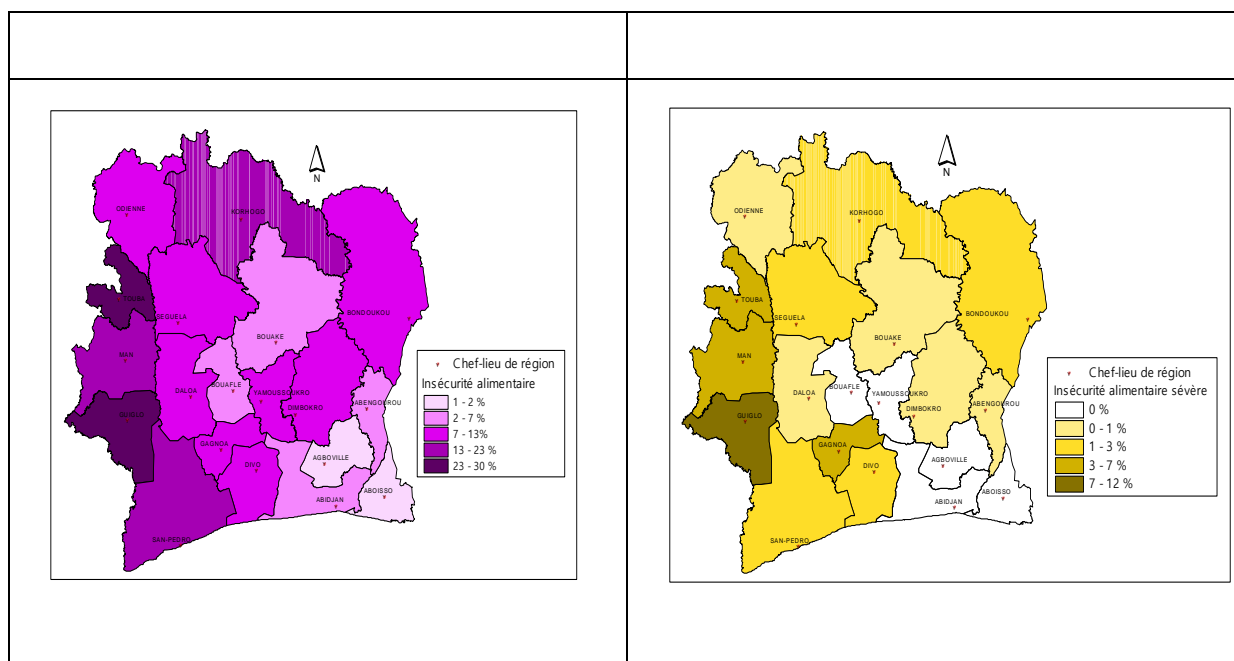 N
ODIENNE
KORHOGO
TOUBA
SEGUELA
BONDOUKOU
BOUAKE
MAN
DALOA
BOUAFLE
YAMOUSSOUKRO
DIMBOKRO
ABENGOUROU
GUIGLO
GAGNOA
DIVO
AGBOVILLE
ABIDJAN
ABOISSO
SAN-PEDRO
Chef-lieu de région
Insécurité alimentaire
1 - 2 %
2 - 7 %
7 - 13%
13 - 23 %
23 - 30 %
N
ODIENNE
KORHOGO
TOUBA
SEGUELA
BONDOUKOU
BOUAKE
MAN
DALOA
BOUAFLE
YAMOUSSOUKRO
DIMBOKRO
ABENGOUROU
GUIGLO
GAGNOA
DIVO
AGBOVILLE
ABIDJAN
ABOISSO
SAN-PEDRO
Chef-lieu de région
Insécurité alimentaire sévère
0 %
0 - 1 %
1 - 3 %
3 - 7 %
7 - 12 %